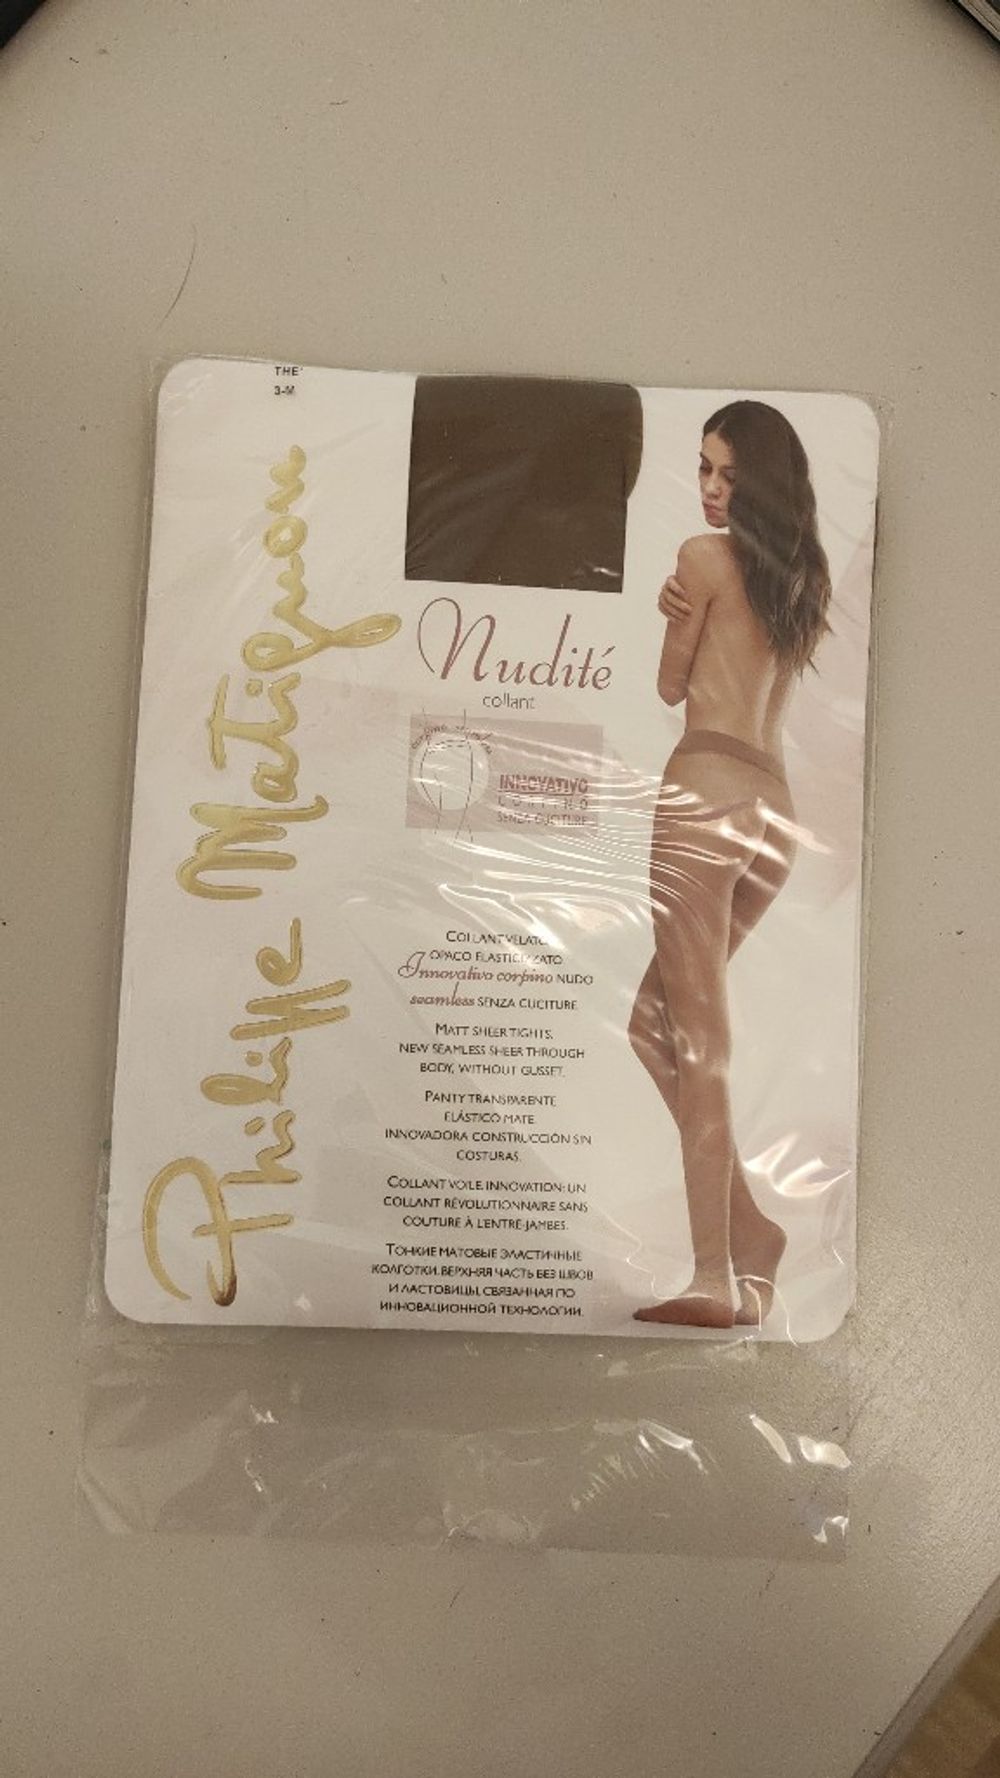 THE'
3-M
Philippe Matignon
Nudité
collant
INNOVATIVO
CORPINO
SENZA CUCITURE
COLLANT VELATO
OPACO ELASTICIZZATO
Innovativo corpino NUDO
seamless SENZA CUCITURE
MATT SHEER TIGHTS.
NEW SEAMLESS SHEER THROUGH
BODY, WITHOUT GUSSET.
PANTY TRANSPARENTE
ELÁSTICO MATE.
INNOVADORA CONSTRUCCIÓN SIN
COSTURAS.
COLLANT VOILE. INNOVATION: UN
COLLANT RÉVOLUTIONNAIRE SANS
COUTURE À L'ENTRE-JAMBES.
ТОНКИЕ МАТОВЫЕ ЭЛАСТИЧНЫЕ
КОЛГОТКИ. ВЕРХНЯЯ ЧАСТЬ БЕЗ ШВОВ
И ЛАСТОВИЦЫ, СВЯЗАННАЯ ПО
ИННОВАЦИОННОЙ ТЕХНОЛОГИИ.